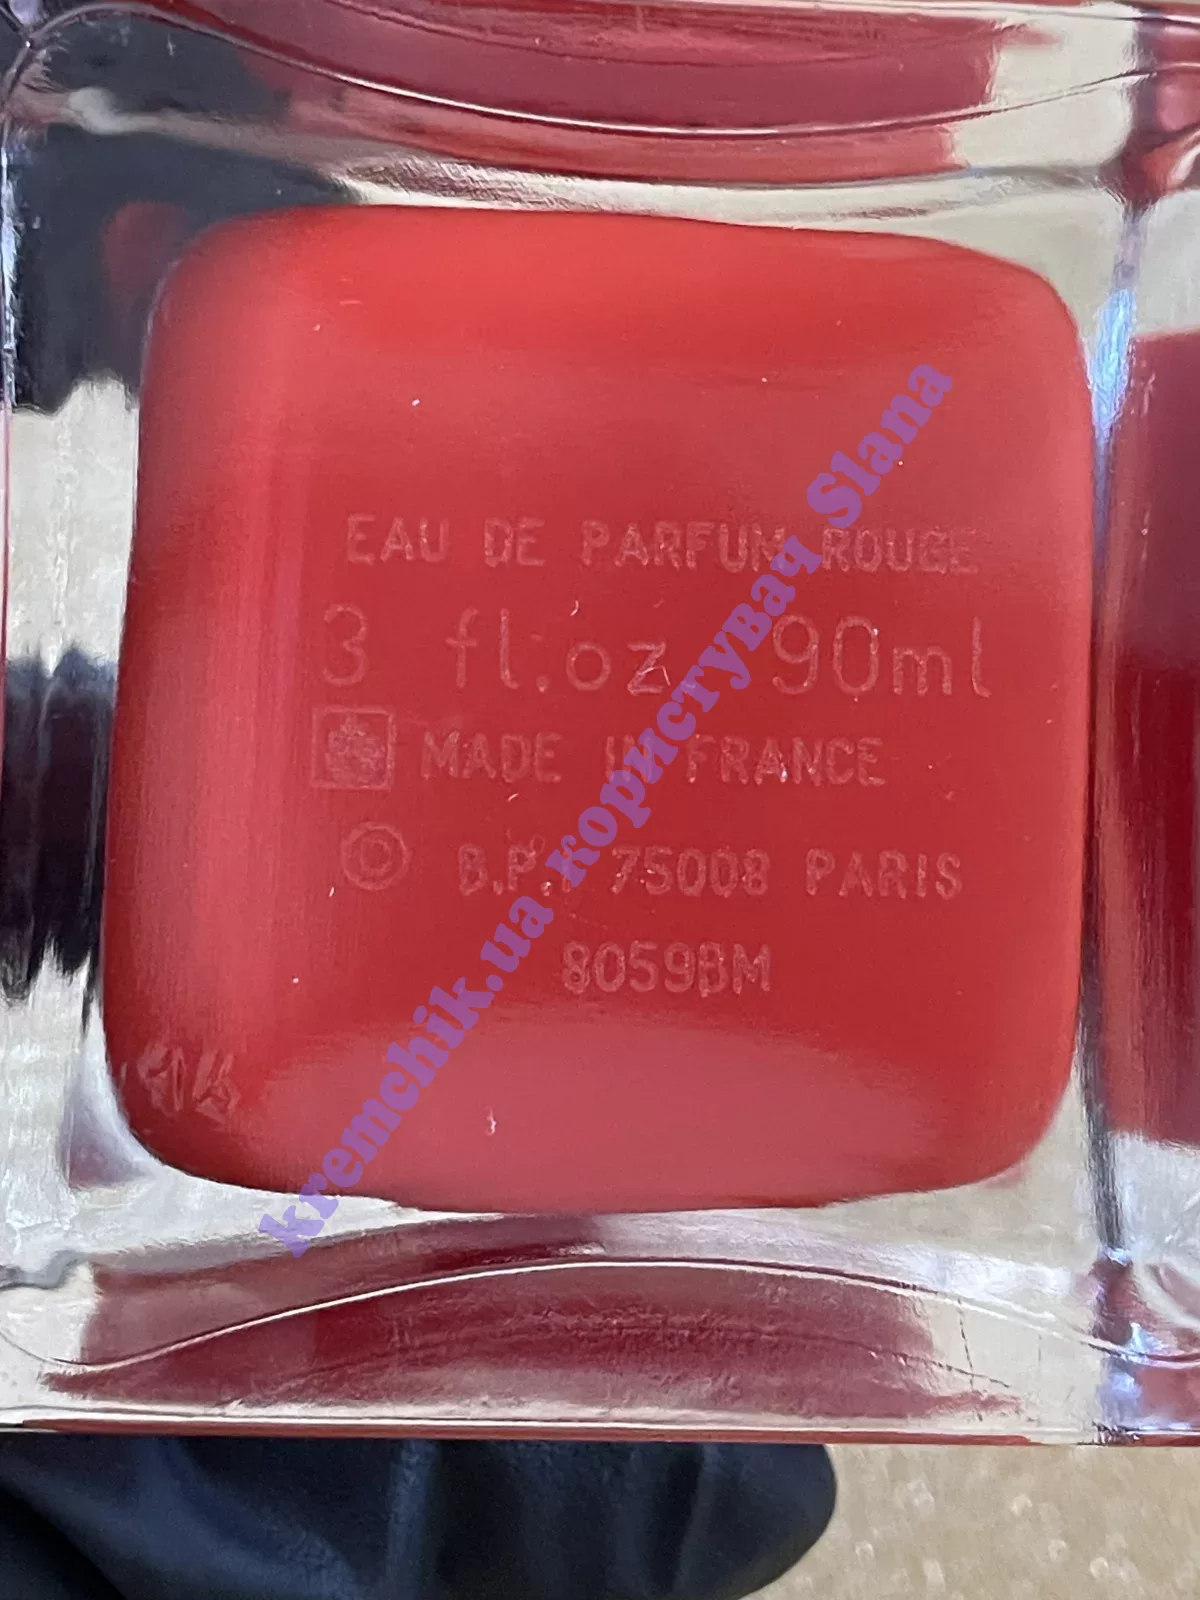 EAU DE PARFUM ROUGE
3 fl.oz 90ml
MADE IN FRANCE
© B.P.I 75008 PARIS
8059BM
kremchik.ua користувач Slana